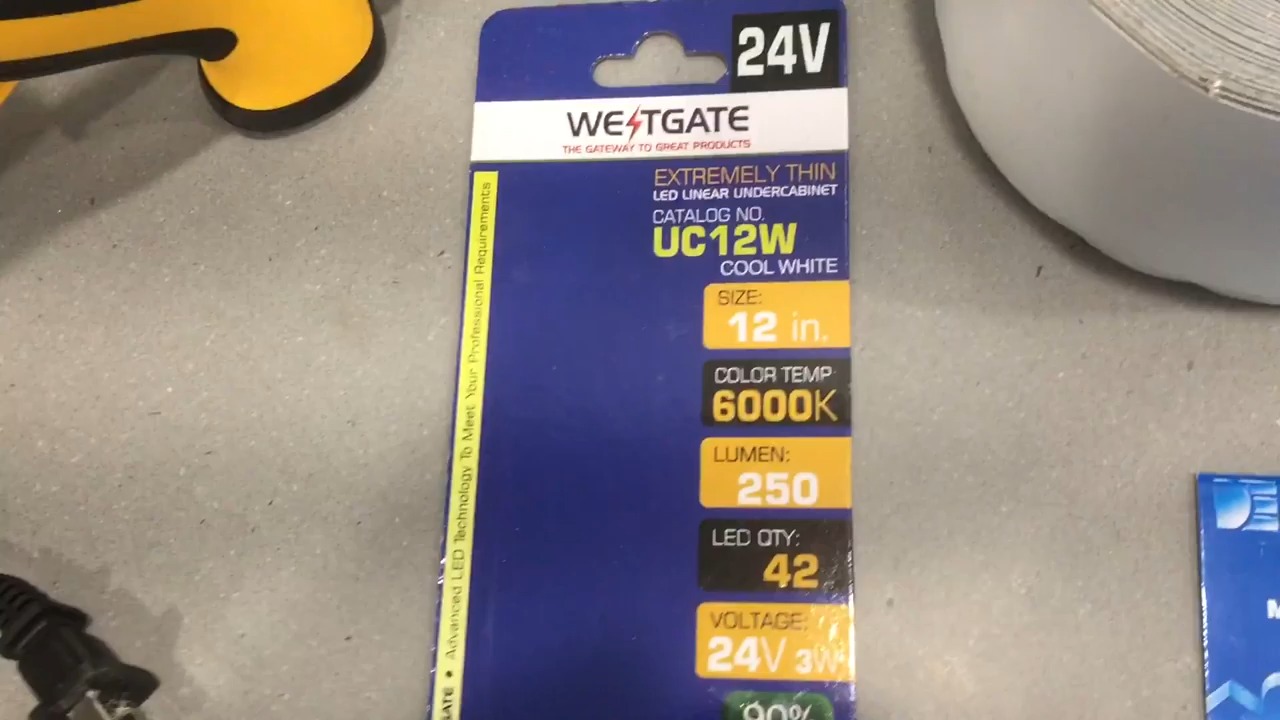 24V
WESTGATE
THE GATEWAY TO GREAT PRODUCTS
EXTREMELY THIN
LED LINEAR UNDERCABINET
CATALOG NO.
UC12W
COOL WHITE
SIZE:
12 in.
COLOR TEMP:
6000K
LUMEN:
250
LED QTY:
42
VOLTAGE:
24V 3W
90%
• Advanced LED Technology To Meet Your Professional Requirements